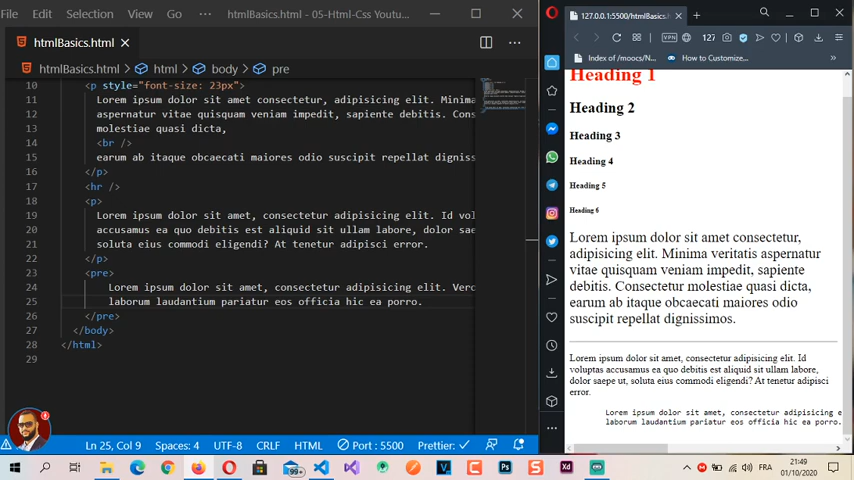 File
Edit
Selection
View
Go
···
htmlBasics.html - 05-Html-Css Youtu...
htmlBasics.html
htmlBasics.html > html > body > pre
10 <p style="font-size: 23px">
11 Lorem ipsum dolor sit amet consectetur, adipisicing elit. Minima
12 aspernatur vitae quisquam veniam impedit, sapiente debitis. Cons
13 molestiae quasi dicta,
14 <br />
15 earum ab itaque obcaecati maiores odio suscipit repellat digniss
16 </p>
17 <hr />
18 <p>
19 Lorem ipsum dolor sit amet, consectetur adipisicing elit. Id vol
20 accusamus ea quo debitis est aliquid sit ullam labore, dolor sae
21 soluta eius commodi eligendi? At tenetur adipisci error.
22 </p>
23 <pre>
24 Lorem ipsum dolor sit amet, consectetur adipisicing elit. Verc
25 laborum laudantium pariatur eos officia hic ea porro.
26 </pre>
27 </body>
28 </html>
29
Ln 25, Col 9
Spaces: 4
UTF-8
CRLF
HTML
Port : 5500
Prettier: ✓
127.0.0.1:5500/htmlBasics.h
VPN
127
Index of /moocs/N...
How to Customize...
»
Heading 1
Heading 2
Heading 3
Heading 4
Heading 5
Heading 6
Lorem ipsum dolor sit amet consectetur,
adipisicing elit. Minima veritatis aspernatur
vitae quisquam veniam impedit, sapiente
debitis. Consectetur molestiae quasi dicta,
earum ab itaque obcaecati maiores odio
suscipit repellat dignissimos.
Lorem ipsum dolor sit amet, consectetur adipisicing elit. Id
voluptas accusamus ea quo debitis est aliquid sit ullam labore,
dolor saepe ut, soluta eius commodi eligendi? At tenetur adipisci
error.
Lorem ipsum dolor sit amet, consectetur adipisicing e
laborum laudantium pariatur eos officia hic ea porro.
99+
Ps
Xd
FRA
21:49
01/10/2020